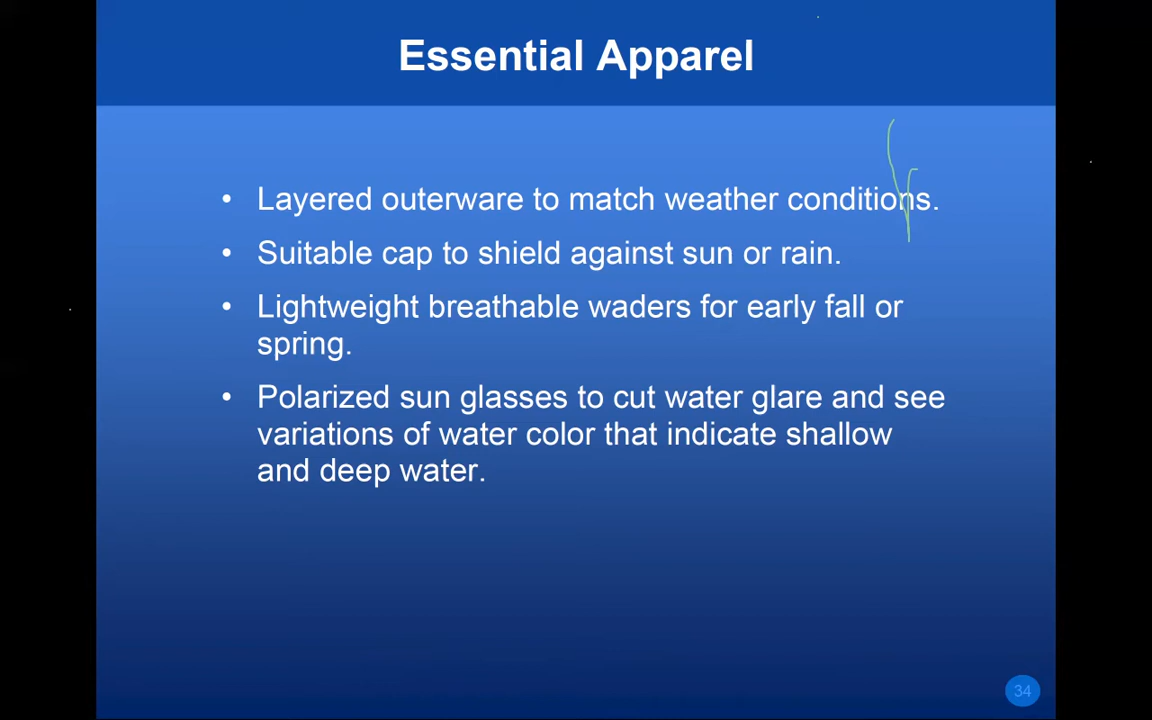 Essential Apparel
• Layered outerware to match weather conditions.
• Suitable cap to shield against sun or rain.
• Lightweight breathable waders for early fall or
spring.
• Polarized sun glasses to cut water glare and see
variations of water color that indicate shallow
and deep water.
34